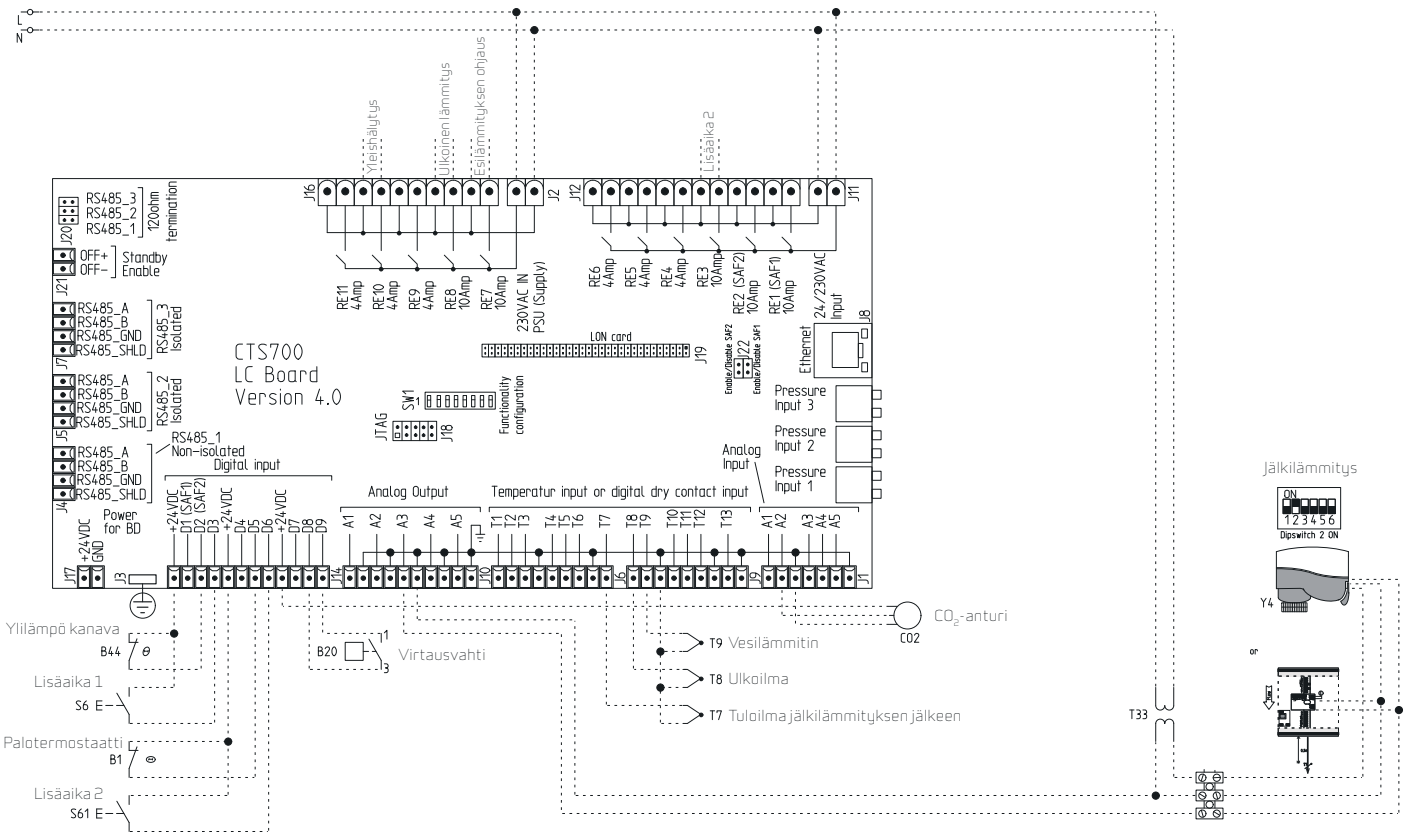 L
N
Yleishälytys
Ulkoinen lämmitys
Esilämmityksen ohjaus
Lisäaika 2
J16
J2
J12
J11
RS485_3
RS485_2
RS485_1
120ohm
termination
J20
OFF+
OFF-
Standby
Enable
J21
RE11
4Amp
RE10
4Amp
RE9
4Amp
RE8
10Amp
RE7
10Amp
230VAC IN
PSU (Supply)
RE6
4Amp
RE5
4Amp
RE4
4Amp
RE3
10Amp
RE2 (SAF2)
10Amp
RE1 (SAF1)
10Amp
24/230VAC
Input
J8
Ethernet
RS485_A
RS485_B
RS485_GND
RS485_SHLD
RS485_3
Isolated
J7
RS485_A
RS485_B
RS485_GND
RS485_SHLD
RS485_2
Isolated
J5
RS485_A
RS485_B
RS485_GND
RS485_SHLD
RS485_1
Non-isolated
J4
CTS700
LC Board
Version 4.0
LON card
J19
Enable/Disable SAF2
J22
Enable/Disable SAF1
SW1
1
Functionality
configuration
JTAG
J18
Pressure
Input 3
Pressure
Input 2
Pressure
Input 1
Analog
Input
Digital input
Analog Output
Temperatur input or digital dry contact input
Power
for BD
+24VDC
GND
J17
J3
+24VDC
D1 (SAF1)
D2 (SAF2)
D3
+24VDC
D4
D5
D6
+24VDC
D7
D8
D9
J14
A1
A2
A3
A4
A5
J10
T1
T2
T3
T4
T5
T6
T7
J6
T8
T9
T10
T11
T12
T13
J9
A1
A2
A3
A4
A5
J1
Jälkilämmitys
ON
1 2 3 4 5 6
Dipswitch 2 ON
Y4
or
CO2-anturi
CO2
Ylilämpö kanava
B44
θ
Lisäaika 1
S6 E
Palotermostaatti
B1
Θ
Lisäaika 2
S61 E
B20
1
3
Virtausvahti
T9 Vesilämmitin
T8 Ulkoilma
T7 Tuloilma jälkilämmityksen jälkeen
T33